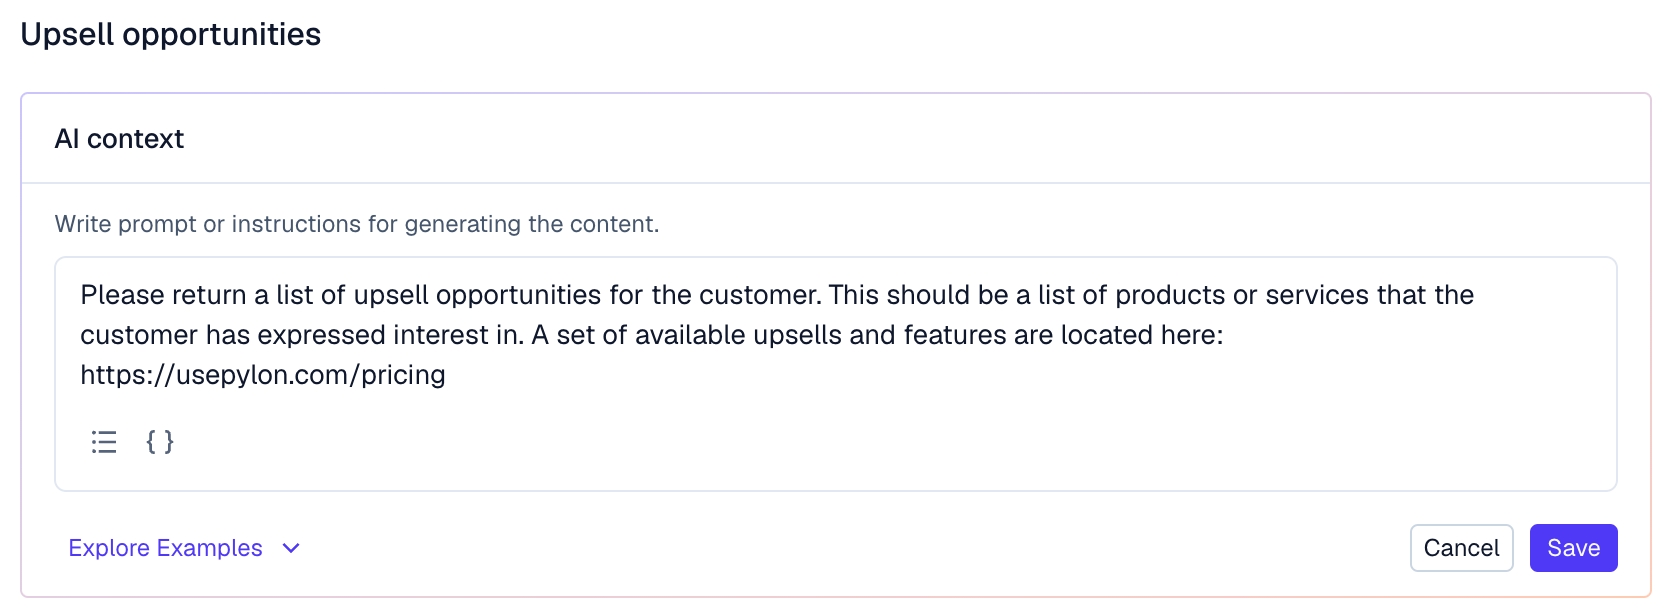 Upsell opportunities
AI context
Write prompt or instructions for generating the content.
Please return a list of upsell opportunities for the customer. This should be a list of products or services that the
customer has expressed interest in. A set of available upsells and features are located here:
https://usepylon.com/pricing
{ }
Explore Examples
Cancel
Save